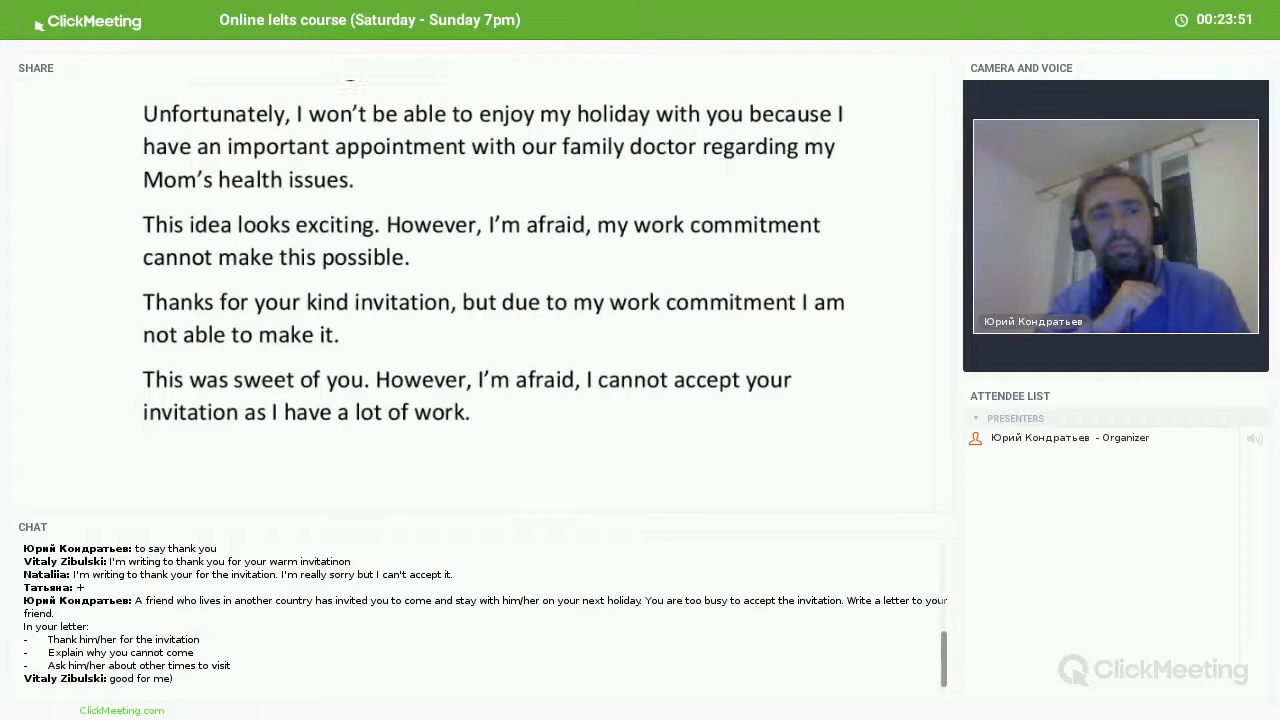 ClickMeeting
Online Ielts course (Saturday - Sunday 7pm)
00:23:51
SHARE
Unfortunately, I won't be able to enjoy my holiday with you because I
have an important appointment with our family doctor regarding my
Mom's health issues.
This idea looks exciting. However, I'm afraid, my work commitment
cannot make this possible.
Thanks for your kind invitation, but due to my work commitment I am
not able to make it.
This was sweet of you. However, I'm afraid, I cannot accept your
invitation as I have a lot of work.
CAMERA AND VOICE
Юрий Кондратьев
ATTENDEE LIST
PRESENTERS
Юрий Кондратьев - Organizer
CHAT
Юрий Кондратьев: to say thank you
Vitaly Zibulski: I'm writing to thank you for your warm invitatinon
Nataliia: I'm writing to thank your for the invitation. I'm really sorry but I can't accept it.
Татьяна: +
Юрий Кондратьев: A friend who lives in another country has invited you to come and stay with him/her on your next holiday. You are too busy to accept the invitation. Write a letter to your
friend.
In your letter:
- Thank him/her for the invitation
- Explain why you cannot come
- Ask him/her about other times to visit
Vitaly Zibulski: good for me)
ClickMeeting
ClickMeeting.com